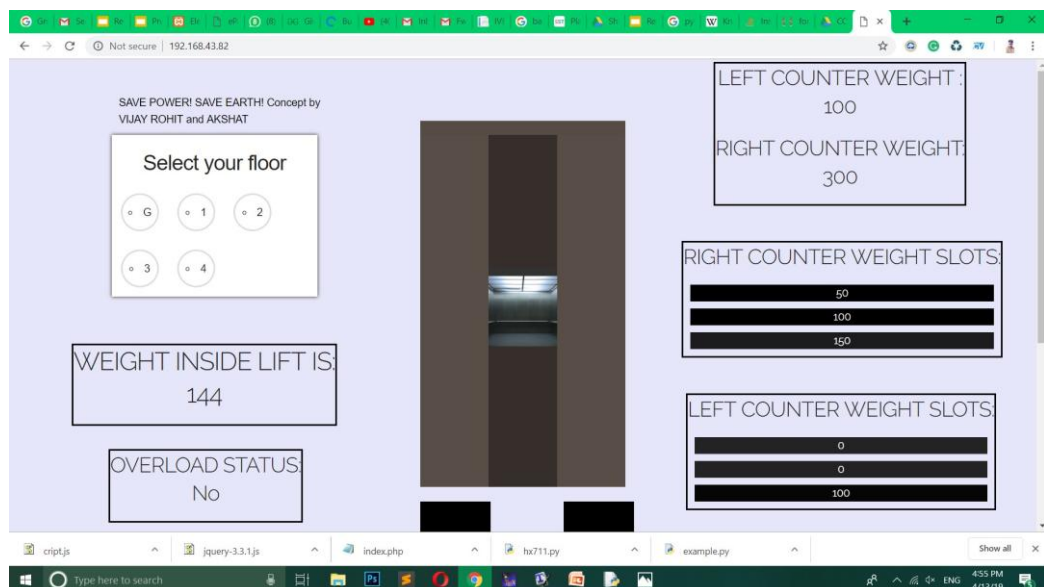 Not secure | 192.168.43.82
SAVE POWER! SAVE EARTH! Concept by
VIJAY ROHIT and AKSHAT
Select your floor
G 1 2
3 4
WEIGHT INSIDE LIFT IS:
144
OVERLOAD STATUS:
No
LEFT COUNTER WEIGHT :
100
RIGHT COUNTER WEIGHT:
300
RIGHT COUNTER WEIGHT SLOTS:
50
100
150
LEFT COUNTER WEIGHT SLOTS:
0
0
100
cript.js jquery-3.3.1.js index.php hx711.py example.py Show all
Type here to search ENG 4:55 PM